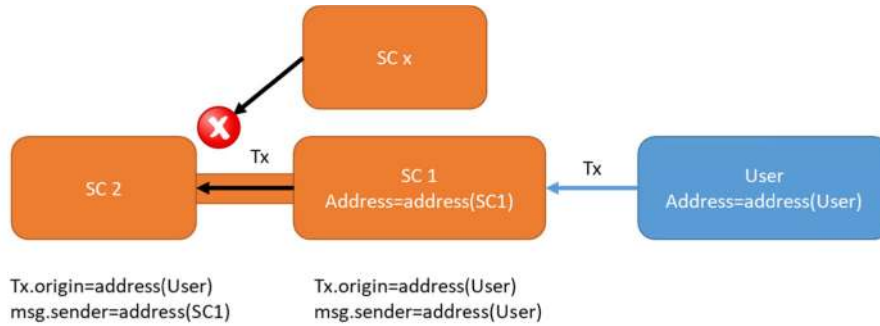 SC x
X
Tx
Tx
SC 2
SC 1
Address=address(SC1)
User
Address=address(User)
Tx.origin=address(User)
msg.sender=address(SC1)
Tx.origin=address(User)
msg.sender=address(User)